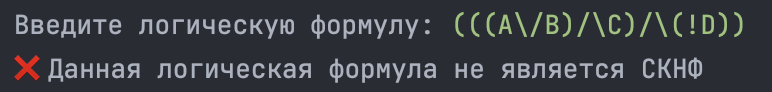 Введите логическую формулу: (((A\/B)/\C)/\(!D))
❌ Данная логическая формула не является СКНФ